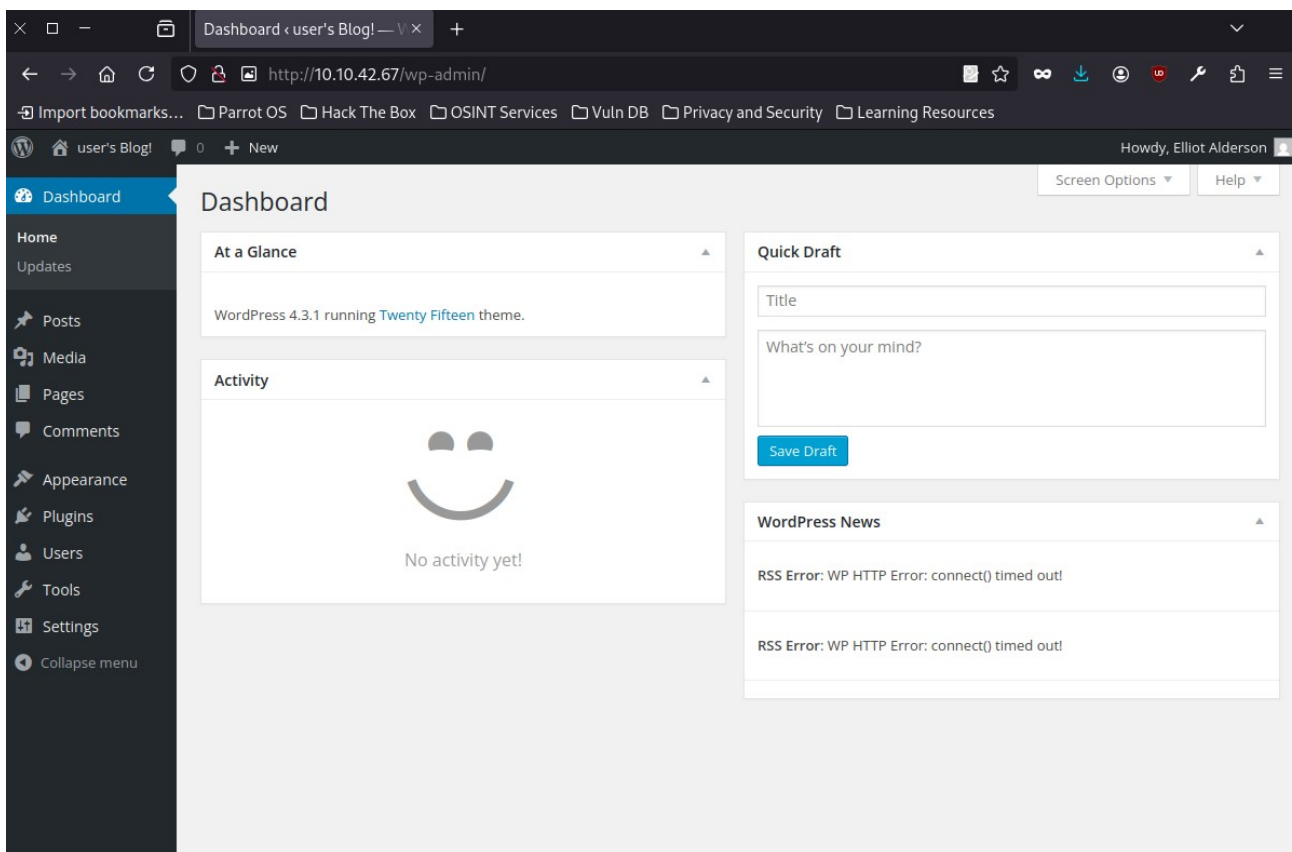 Dashboard ‹ user's Blog! — W
http://10.10.42.67/wp-admin/
Import bookmarks... Parrot OS Hack The Box OSINT Services Vuln DB Privacy and Security Learning Resources
user's Blog! 0 + New Howdy, Elliot Alderson
Screen Options Help
Dashboard
Home
Updates
Posts
Media
Pages
Comments
Appearance
Plugins
Users
Tools
Settings
Collapse menu
Dashboard
At a Glance
WordPress 4.3.1 running Twenty Fifteen theme.
Activity
No activity yet!
Quick Draft
Title
What's on your mind?
Save Draft
WordPress News
RSS Error: WP HTTP Error: connect() timed out!
RSS Error: WP HTTP Error: connect() timed out!